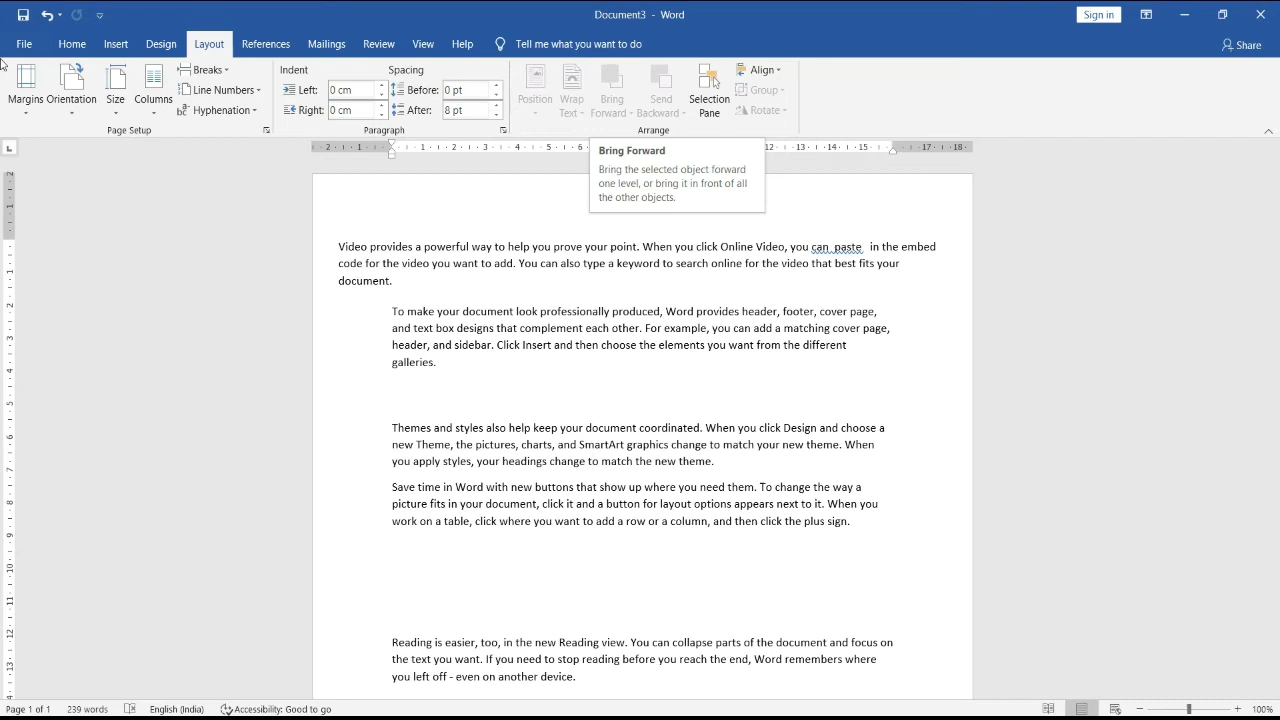 Document3 - Word
Sign in
File Home Insert Design Layout References Mailings Review View Help Tell me what you want to do
Share
Margins Orientation Size Columns
Breaks
Line Numbers
Hyphenation
Page Setup
Indent Spacing
Left: 0 cm Before: 0 pt
Right: 0 cm After: 8 pt
Paragraph
Position Wrap Text Bring Forward Send Backward Selection Pane
Align
Group
Rotate
Arrange
2 1 1 2 3 4 5 6 12 13 14 15 17 18
Bring Forward
Bring the selected object forward
one level, or bring it in front of all
the other objects.
Video provides a powerful way to help you prove your point. When you click Online Video, you can paste in the embed
code for the video you want to add. You can also type a keyword to search online for the video that best fits your
document.
To make your document look professionally produced, Word provides header, footer, cover page,
and text box designs that complement each other. For example, you can add a matching cover page,
header, and sidebar. Click Insert and then choose the elements you want from the different
galleries.
Themes and styles also help keep your document coordinated. When you click Design and choose a
new Theme, the pictures, charts, and SmartArt graphics change to match your new theme. When
you apply styles, your headings change to match the new theme.
Save time in Word with new buttons that show up where you need them. To change the way a
picture fits in your document, click it and a button for layout options appears next to it. When you
work on a table, click where you want to add a row or a column, and then click the plus sign.
Reading is easier, too, in the new Reading view. You can collapse parts of the document and focus on
the text you want. If you need to stop reading before you reach the end, Word remembers where
you left off - even on another device.
Page 1 of 1 239 words English (India) Accessibility: Good to go 100%